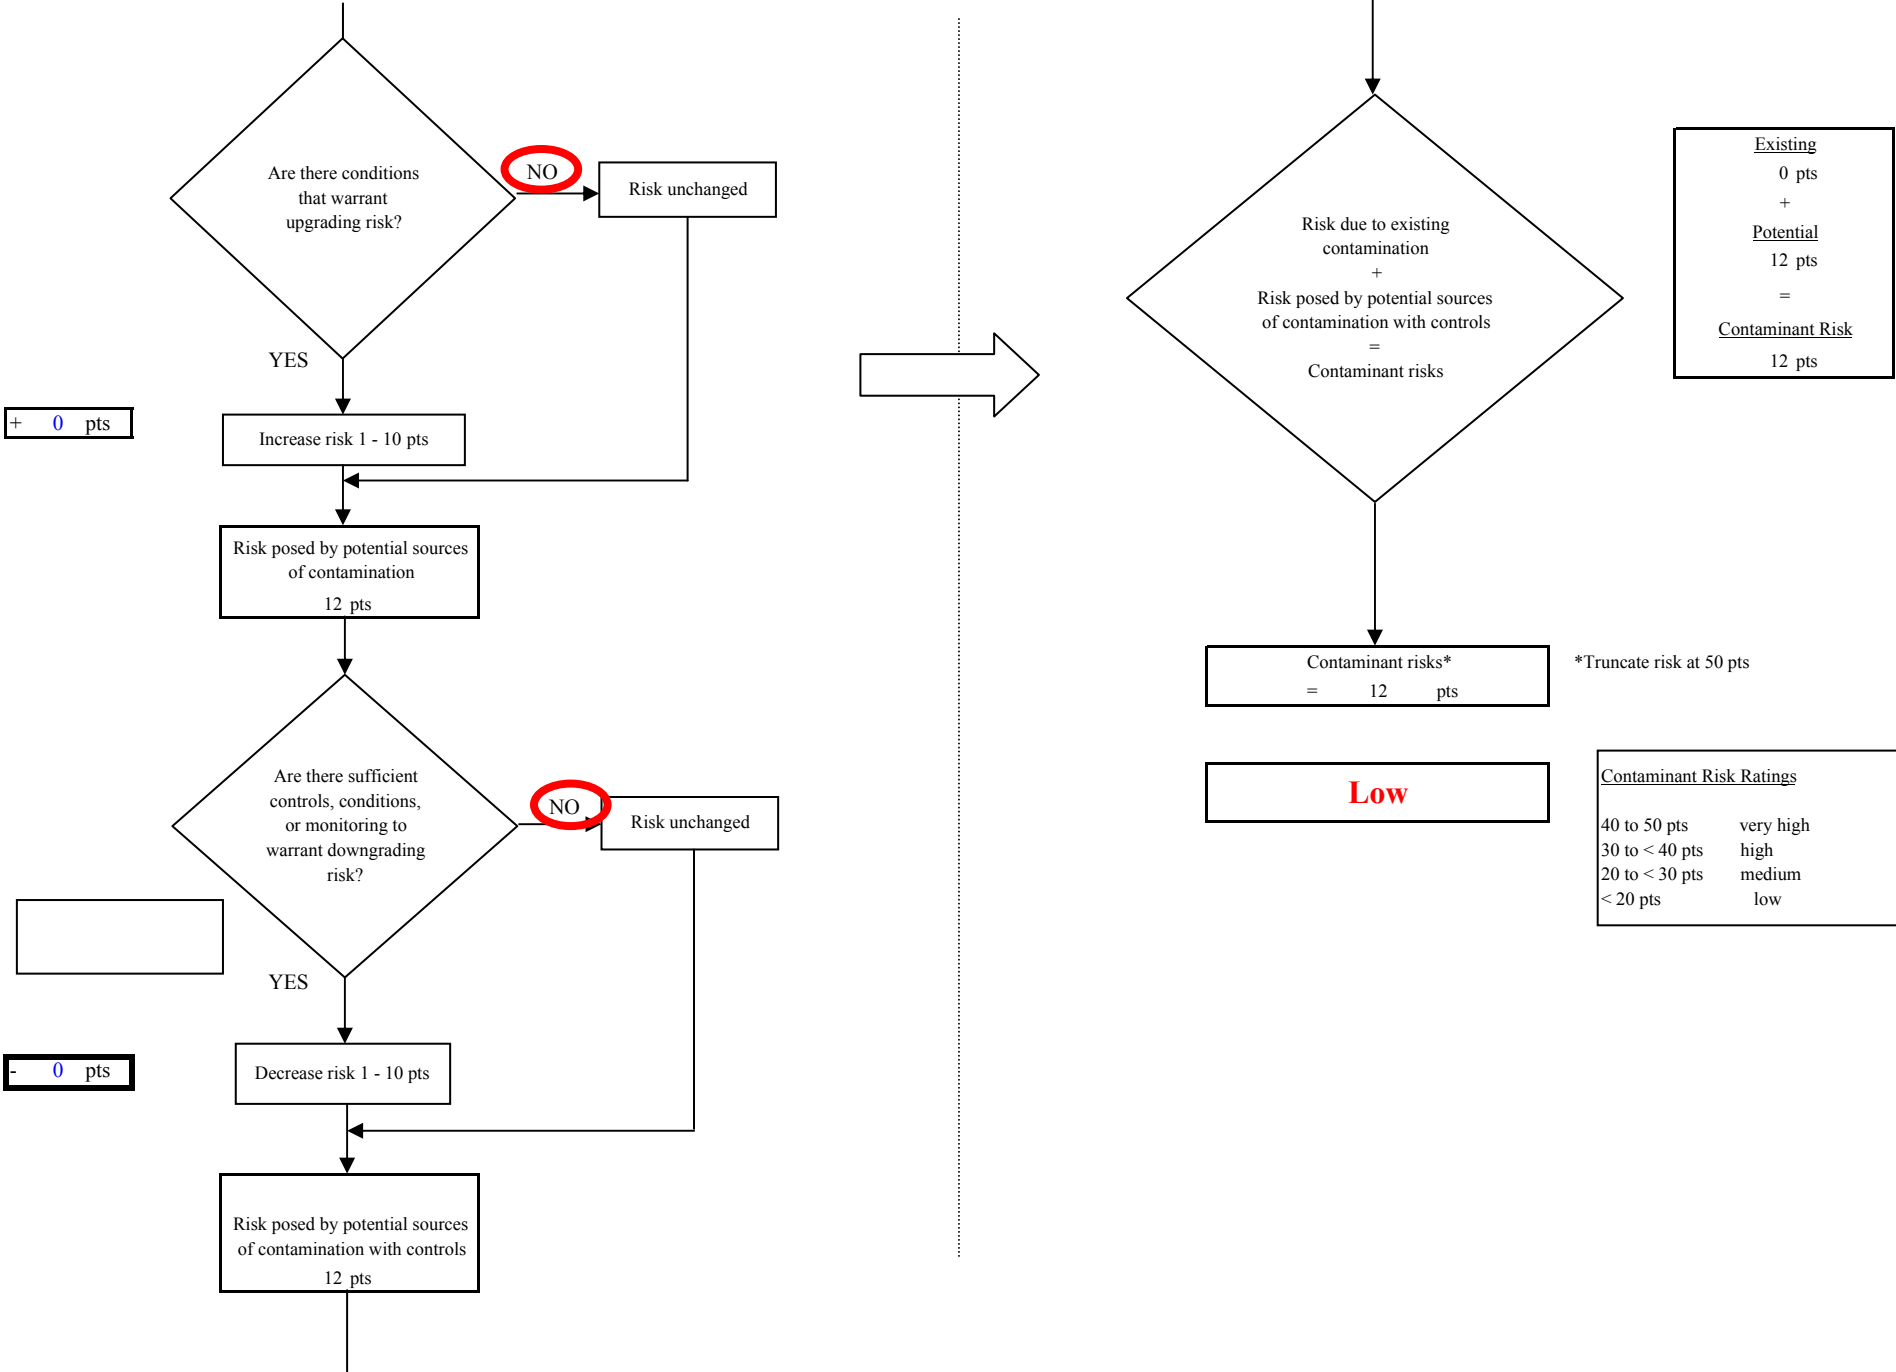 Are there conditions
that warrant
upgrading risk?
NO
Risk unchanged
YES
+ 0 pts
Increase risk 1 - 10 pts
Risk posed by potential sources
of contamination
12 pts
Are there sufficient
controls, conditions,
or monitoring to
warrant downgrading
risk?
NO
Risk unchanged
YES
- 0 pts
Decrease risk 1 - 10 pts
Risk posed by potential sources
of contamination with controls
12 pts
Risk due to existing
contamination
+
Risk posed by potential sources
of contamination with controls
=
Contaminant risks
Existing
0 pts
+
Potential
12 pts
=
Contaminant Risk
12 pts
Contaminant risks*
= 12 pts
*Truncate risk at 50 pts
Low
Contaminant Risk Ratings
40 to 50 pts very high
30 to < 40 pts high
20 to < 30 pts medium
< 20 pts low